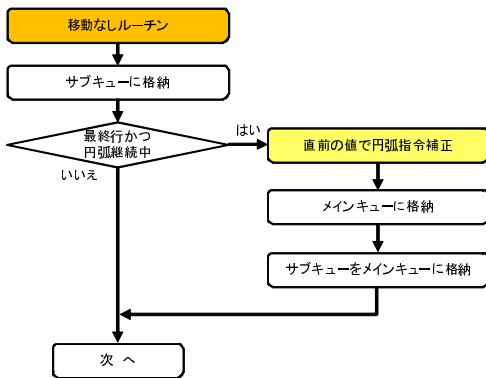 移動なしルーチン
サブキューに格納
最終行かつ
円弧継続中
はい
いいえ
直前の値で円弧指令補正
メインキューに格納
サブキューをメインキューに格納
次 へ